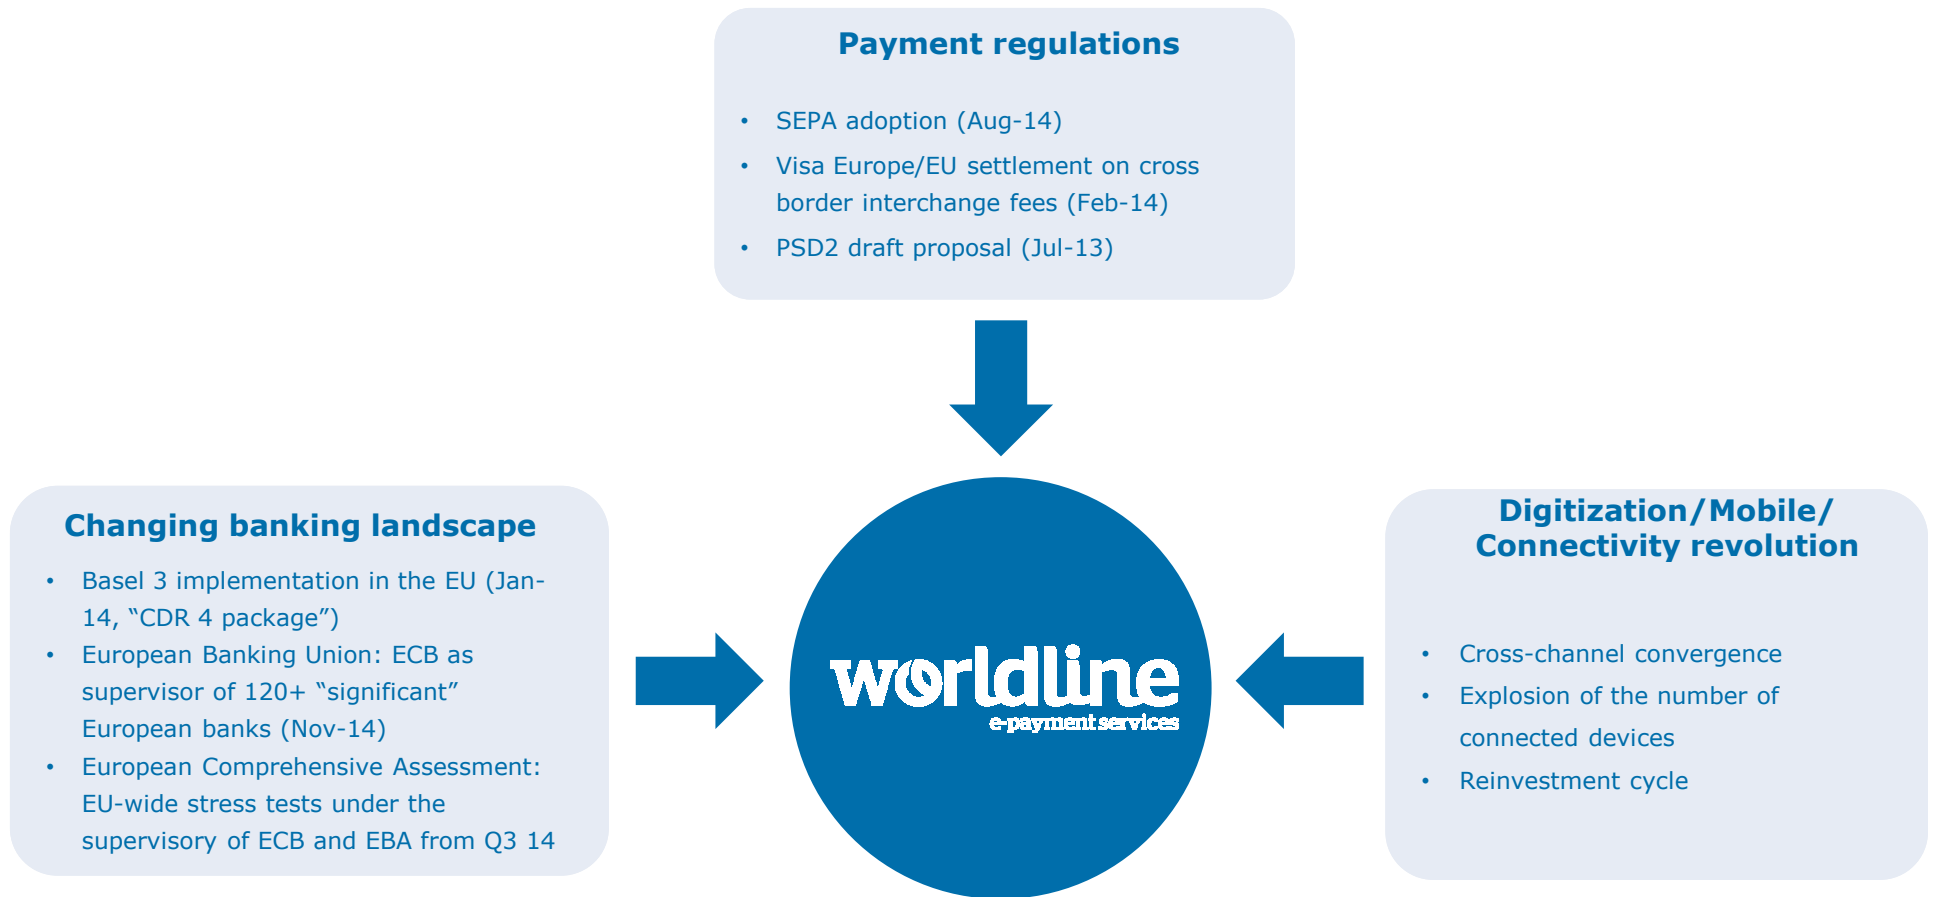 Payment regulations
• SEPA adoption (Aug-14)
• Visa Europe/EU settlement on cross
border interchange fees (Feb-14)
• PSD2 draft proposal (Jul-13)
Changing banking landscape
• Basel 3 implementation in the EU (Jan-
14, “CDR 4 package”)
• European Banking Union: ECB as
supervisor of 120+ “significant”
European banks (Nov-14)
• European Comprehensive Assessment:
EU-wide stress tests under the
supervisory of ECB and EBA from Q3 14
worldline
e-payment services
Digitization/Mobile/
Connectivity revolution
• Cross-channel convergence
• Explosion of the number of
connected devices
• Reinvestment cycle